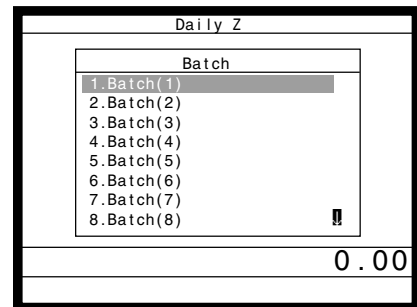 Daily Z
Batch
1.Batch(1)
2.Batch(2)
3.Batch(3)
4.Batch(4)
5.Batch(5)
6.Batch(6)
7.Batch(7)
8.Batch(8)
0.00